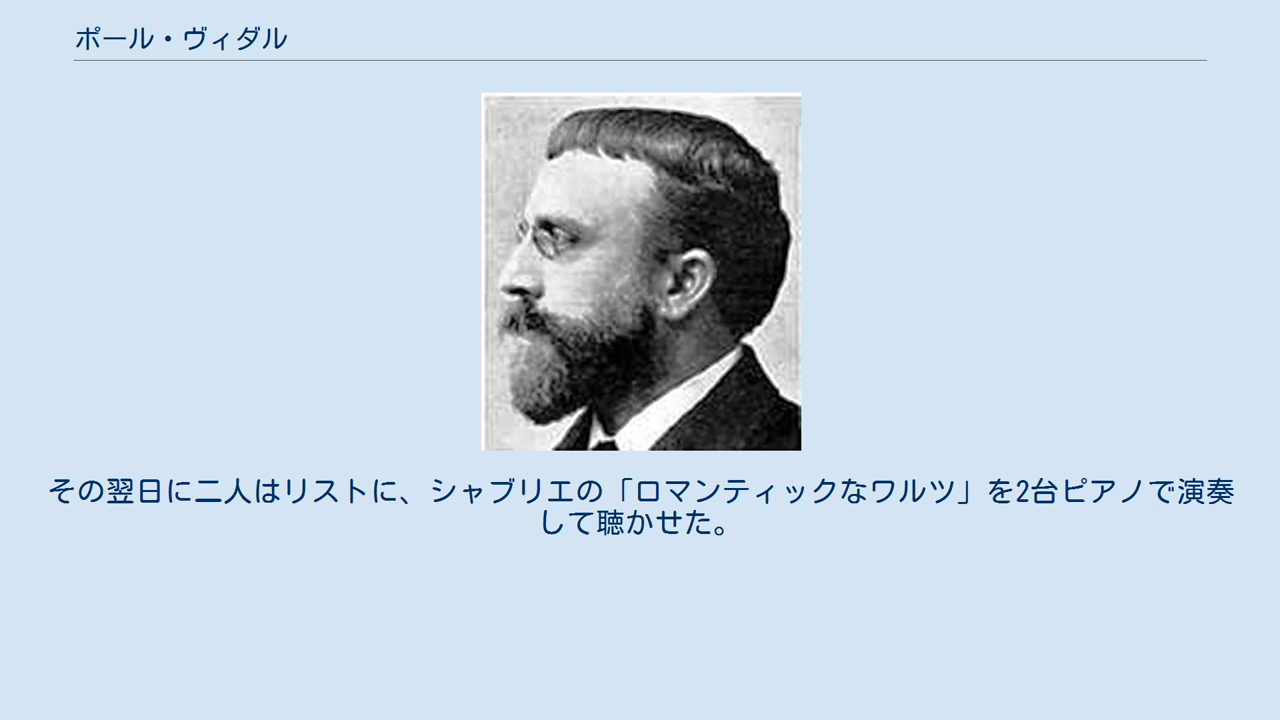 ポール・ヴィダル
その翌日に二人はリストに、シャブリエの「ロマンティックなワルツ」を2台ピアノで演奏
して聴かせた。